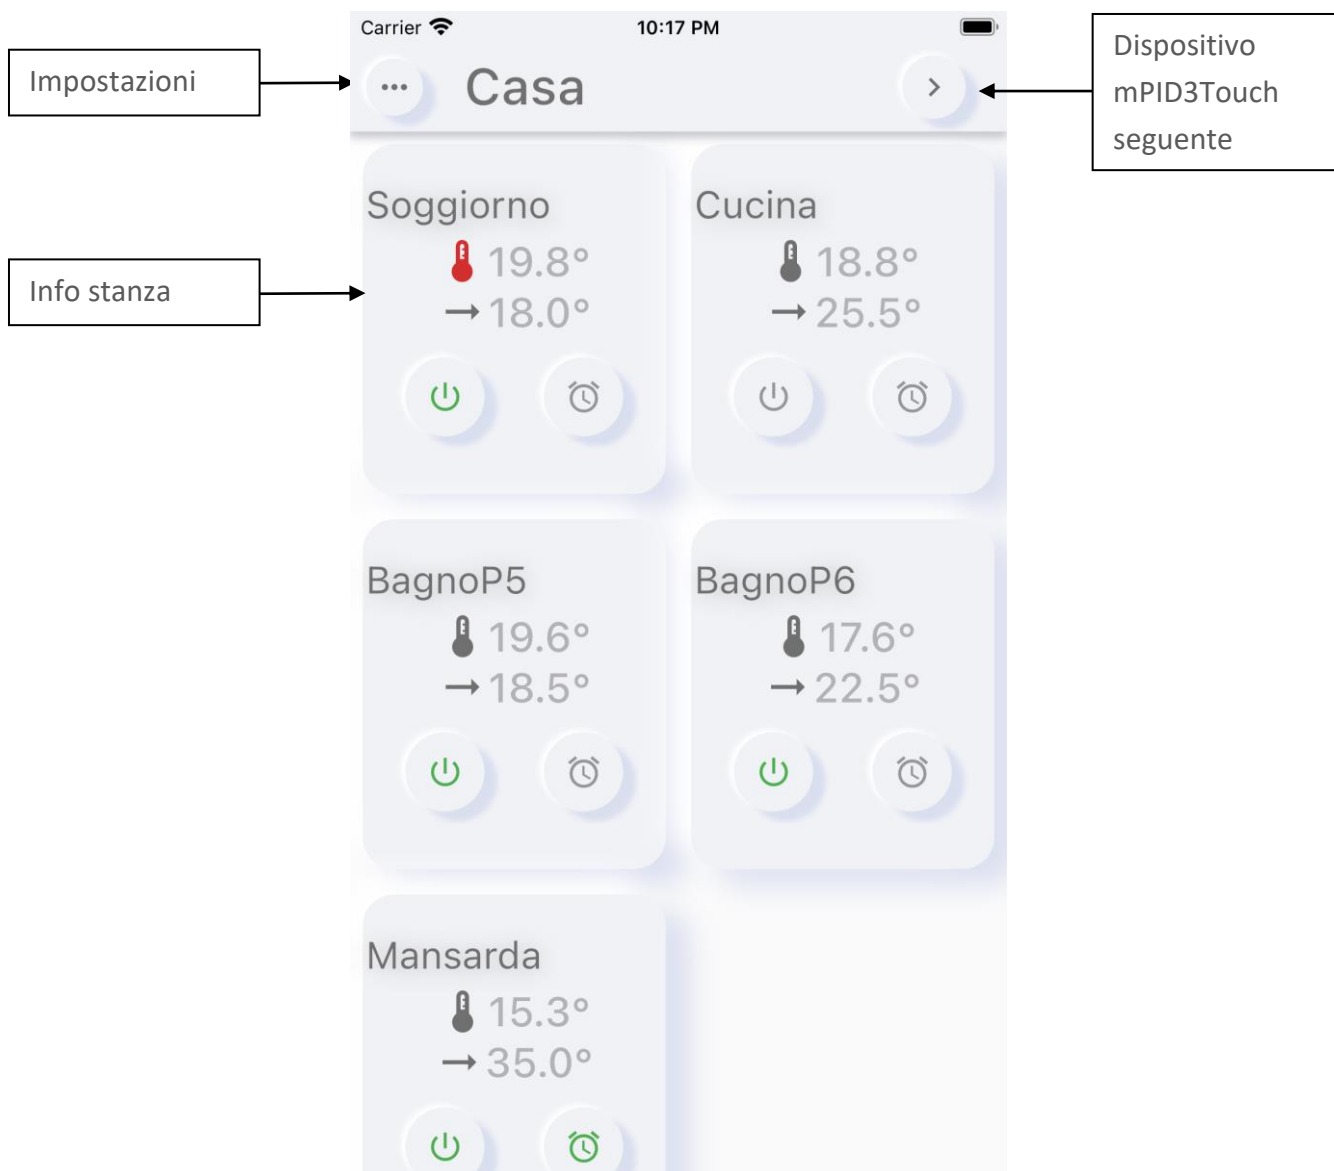 Carrier
10:17 PM
Impostazioni
Casa
Dispositivo
mPID3Touch
seguente
Soggiorno
19.8°
18.0°
Cucina
18.8°
25.5°
Info stanza
BagnoP5
19.6°
18.5°
BagnoP6
17.6°
22.5°
Mansarda
15.3°
35.0°